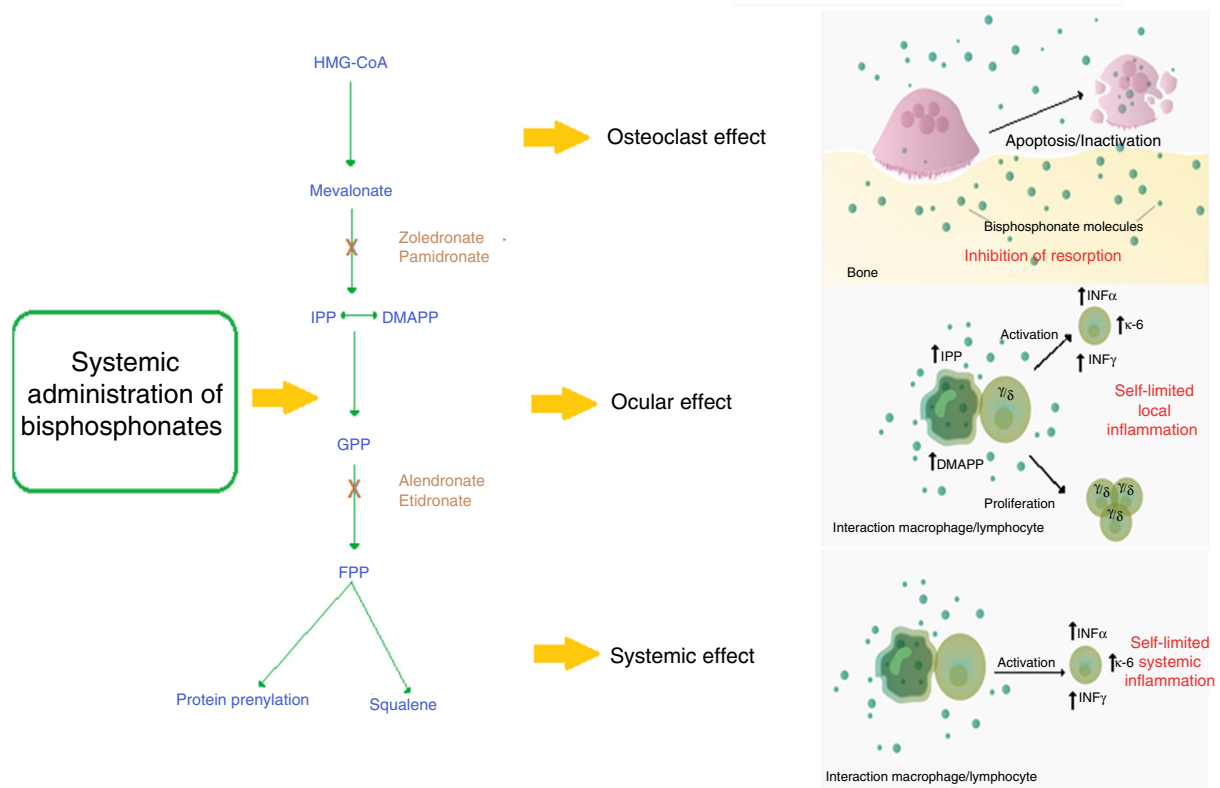 Systemic
administration of
bisphosphonates
HMG-CoA
Mevalonate
X
Zoledronate
Pamidronate
IPP
DMAPP
GPP
X
Alendronate
Etidronate
FPP
Protein prenylation
Squalene
Osteoclast effect
Ocular effect
Systemic effect
Apoptosis/Inactivation
Bisphosphonate molecules
Inhibition of resorption
Bone
IPP
DMAPP
γ/δ
Activation
INFα
κ-6
INFγ
Self-limited
local
inflammation
Proliferation
γ/δ
γ/δ
γ/δ
Interaction macrophage/lymphocyte
Activation
INFα
κ-6
INFγ
Self-limited
systemic
inflammation
Interaction macrophage/lymphocyte